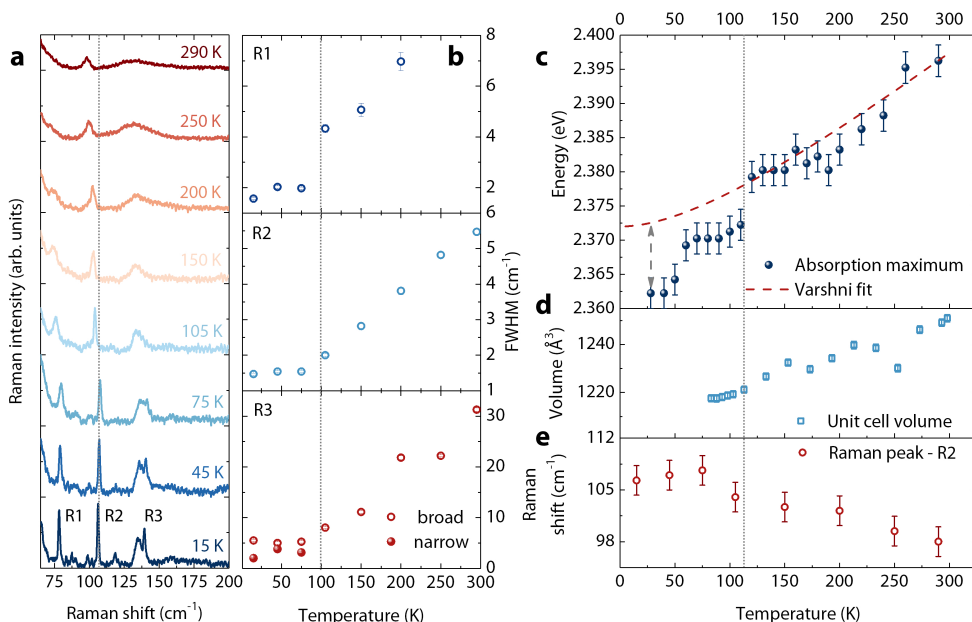 a
290 K
250 K
200 K
150 K
105 K
75 K
45 K
15 K
R1
R2
R3
Raman intensity (arb. units)
75 100 125 150 175 200
Raman shift (cm⁻¹)
b
R1
8
6
4
2
R2
6
5
4
3
2
1
R3
30
20
10
0
broad
narrow
FWHM (cm⁻¹)
50 100 150 200 250 300
Temperature (K)
0 50 100 150 200 250 300
c
2.400
2.395
2.390
2.385
2.380
2.375
2.370
2.365
2.360
Energy (eV)
Absorption maximum
Varshni fit
d
1240
1220
Volume (Å³)
Unit cell volume
e
112
105
98
Raman
shift (cm⁻¹)
Raman peak - R2
0 50 100 150 200 250 300
Temperature (K)